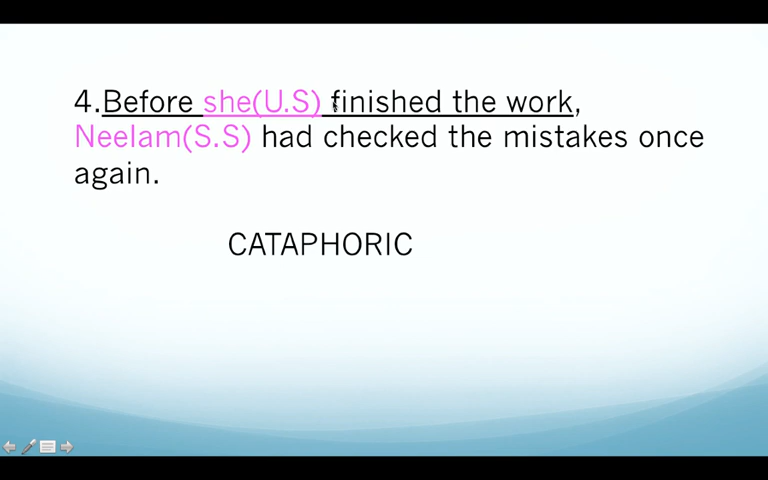 4.Before she(U.S) finished the work,
Neelam(S.S) had checked the mistakes once
again.
CATAPHORIC